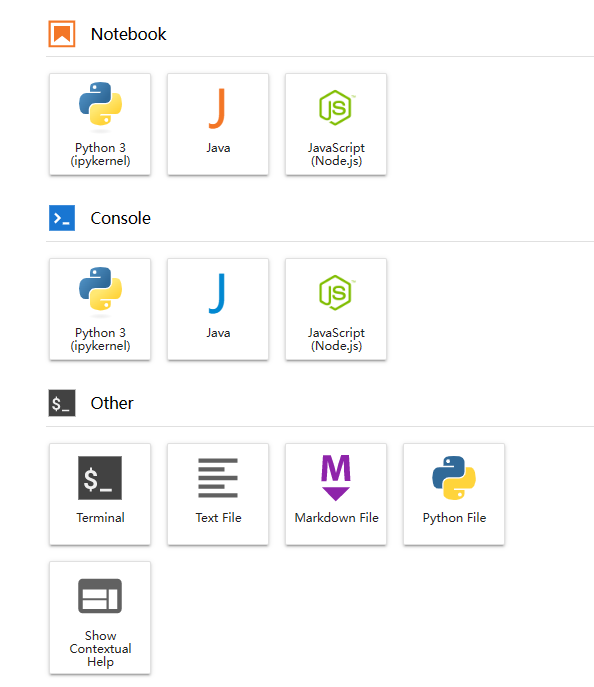 Notebook
Python 3
(ipykernel)
J
Java
JS
JavaScript
(Node.js)
Console
Python 3
(ipykernel)
J
Java
JS
JavaScript
(Node.js)
$_
Other
$_
Terminal
Text File
M
Markdown File
Python File
Show
Contextual
Help